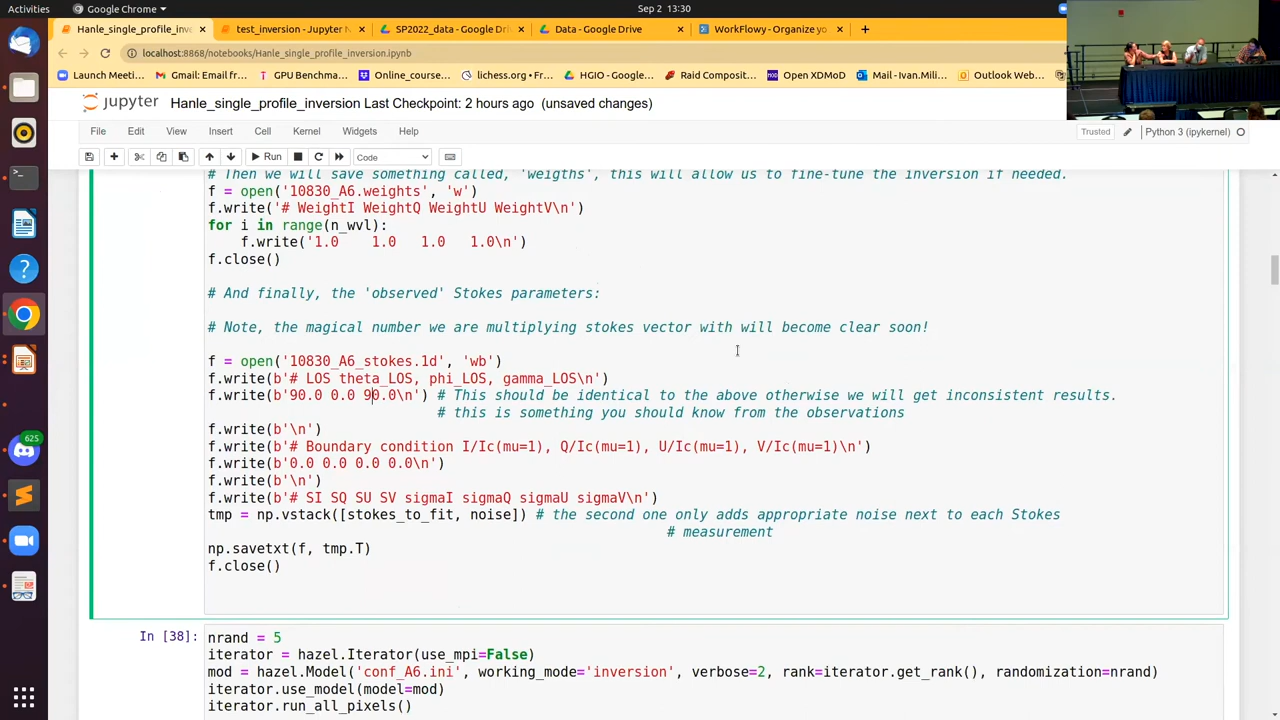 Activities
Google Chrome
Sep 2 13:30
Hanle_single_profile_inve
test_inversion - Jupyter N
SP2022_data - Google Dri
Data - Google Drive
WorkFlowy - Organize yo
localhost:8868/notebooks/Hanle_single_profile_inversion.ipynb
Launch Meeti...
Gmail: Email fr...
GPU Benchma...
Online_course...
lichess.org • Fr...
HGIO - Google...
Raid Composit...
Open XDMoD
Mail - Ivan.Mili...
Outlook Web...
jupyter
Hanle_single_profile_inversion Last Checkpoint: 2 hours ago (unsaved changes)
File Edit View Insert Cell Kernel Widgets Help
Trusted
Python 3 (ipykernel)
Run
Code
# Then we will save something called, 'weigths', this will allow us to fine-tune the inversion if needed.
f = open('10830_A6.weights', 'w')
f.write('# WeightI WeightQ WeightU WeightV\n')
for i in range(n_wvl):
f.write('1.0 1.0 1.0 1.0\n')
f.close()
# And finally, the 'observed' Stokes parameters:
# Note, the magical number we are multiplying stokes vector with will become clear soon!
f = open('10830_A6_stokes.1d', 'wb')
f.write(b'# LOS theta_LOS, phi_LOS, gamma_LOS\n')
f.write(b'90.0 0.0 90.0\n') # This should be identical to the above otherwise we will get inconsistent results.
# this is something you should know from the observations
f.write(b'\n')
f.write(b'# Boundary condition I/Ic(mu=1), Q/Ic(mu=1), U/Ic(mu=1), V/Ic(mu=1)\n')
f.write(b'0.0 0.0 0.0 0.0\n')
f.write(b'\n')
f.write(b'# SI SQ SU SV sigmaI sigmaQ sigmaU sigmaV\n')
tmp = np.vstack([stokes_to_fit, noise]) # the second one only adds appropriate noise next to each Stokes
# measurement
np.savetxt(f, tmp.T)
f.close()
In [38]:
nrand = 5
iterator = hazel.Iterator(use_mpi=False)
mod = hazel.Model('conf_A6.ini', working_mode='inversion', verbose=2, rank=iterator.get_rank(), randomization=nrand)
iterator.use_model(model=mod)
iterator.run_all_pixels()
625